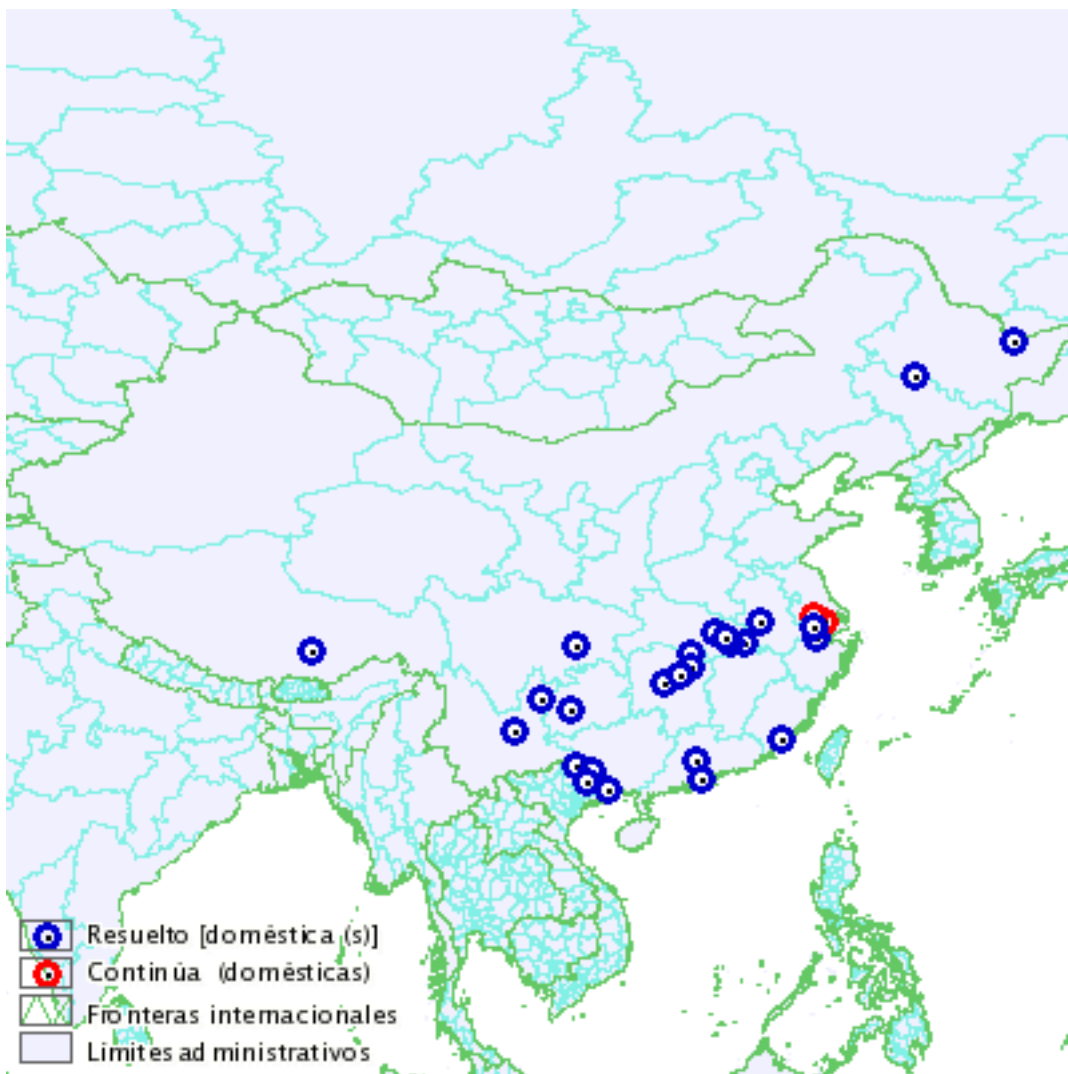 Resuelto [doméstica (s)]
Continúa (domésticas)
Fronteras internacionales
Límites administrativos